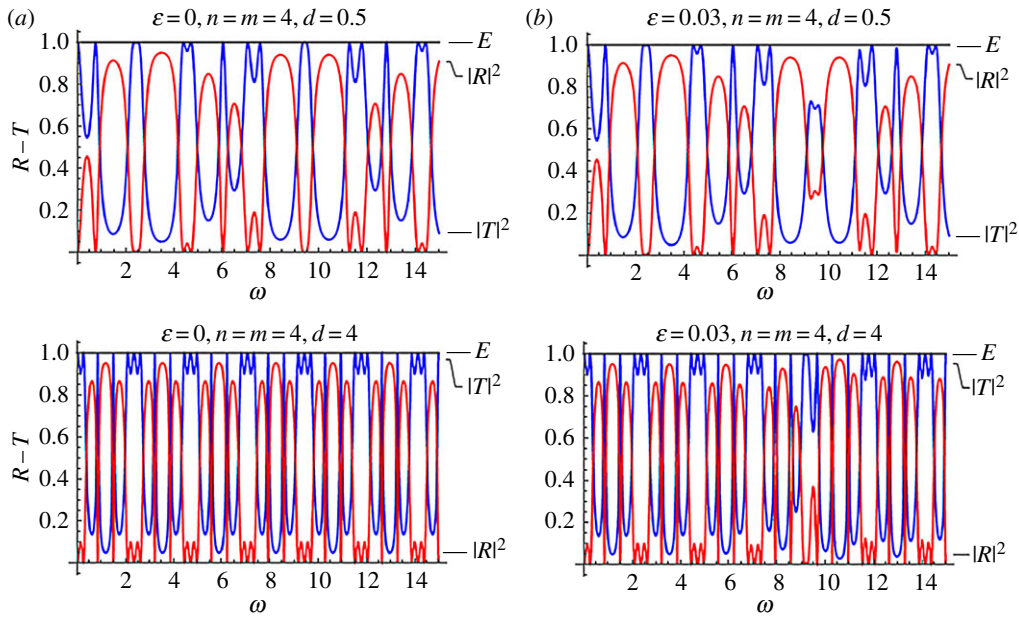 (a)
ε = 0, n = m = 4, d = 0.5
1.0
0.8
0.6
0.4
0.2
R – T
2 4 6 8 10 12 14
ω
E
|R|²
|T|²
(b)
ε = 0.03, n = m = 4, d = 0.5
1.0
0.8
0.6
0.4
0.2
2 4 6 8 10 12 14
ω
E
|R|²
|T|²
ε = 0, n = m = 4, d = 4
1.0
0.8
0.6
0.4
0.2
R – T
2 4 6 8 10 12 14
ω
E
|T|²
|R|²
ε = 0.03, n = m = 4, d = 4
1.0
0.8
0.6
0.4
0.2
2 4 6 8 10 12 14
ω
E
|T|²
|R|²